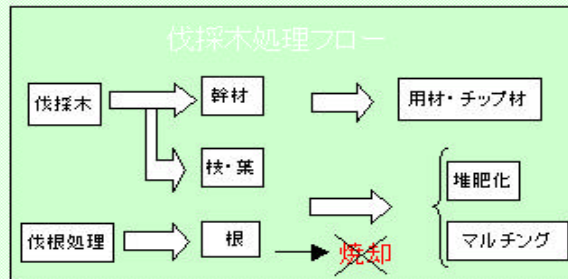 伐採木処理フロー
伐採木
幹材
用材・チップ材
枝・葉
堆肥化
伐根処理
根
焼却
マルチング